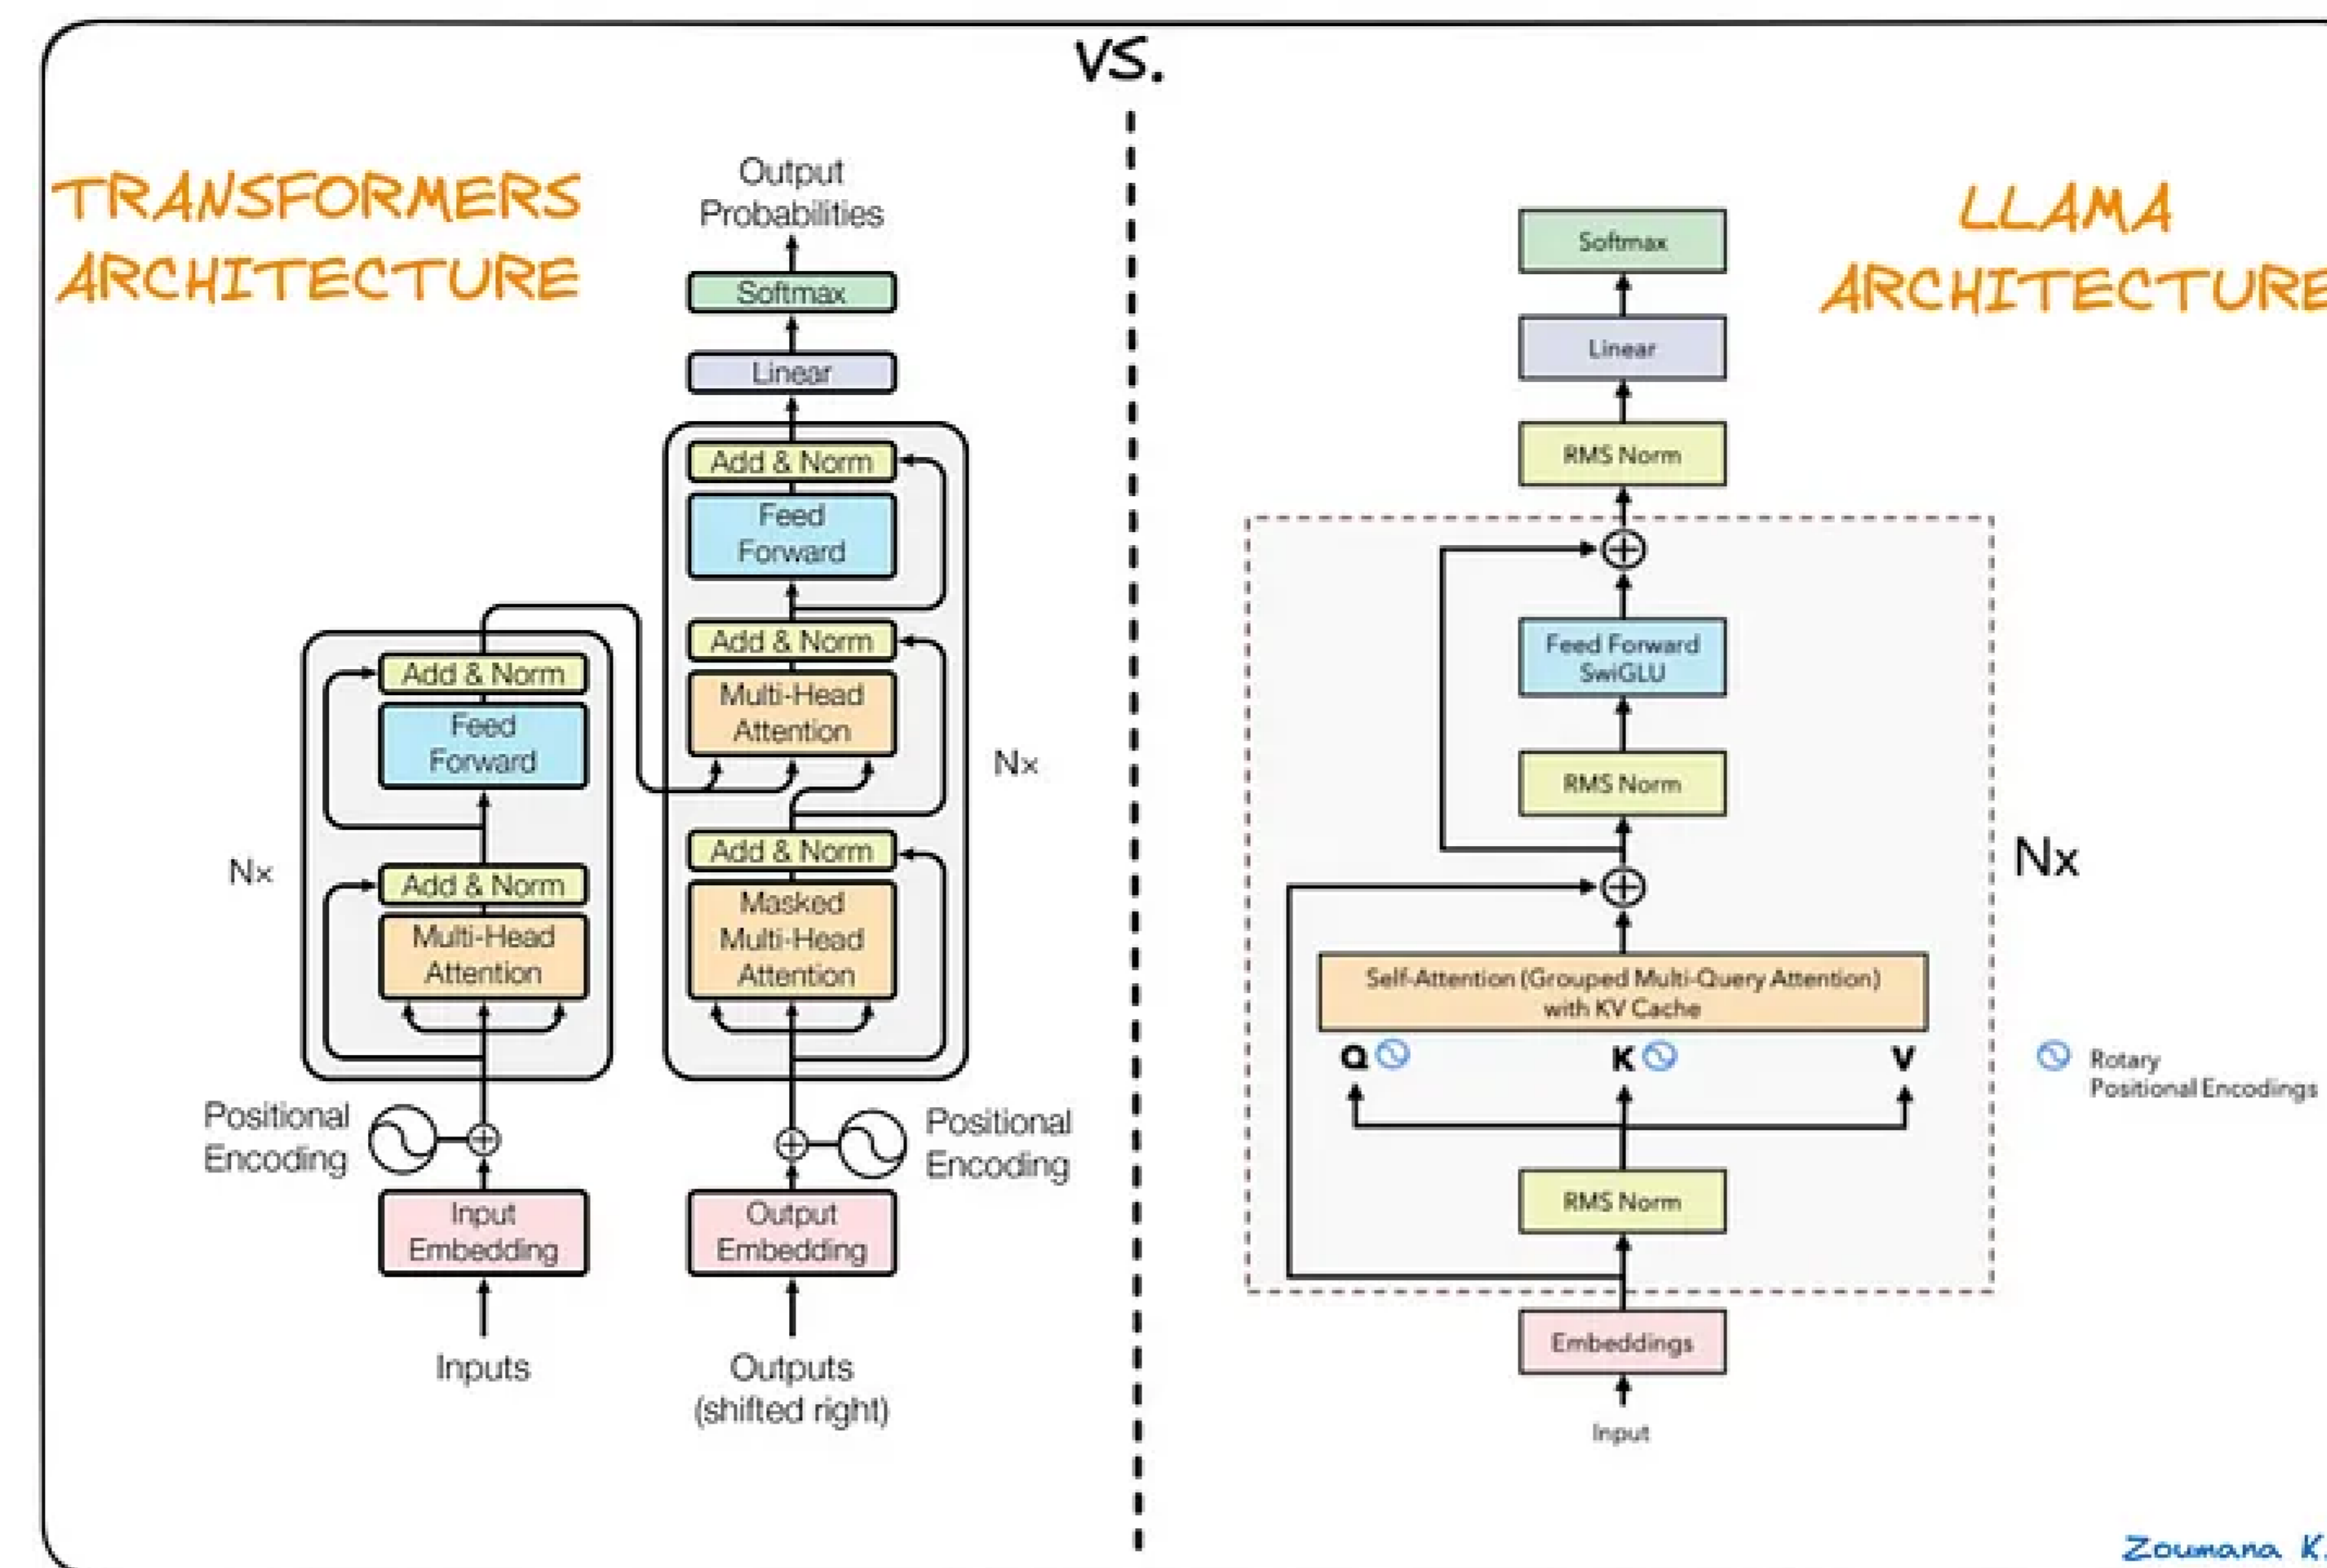 VS.
TRANSFORMERS
ARCHITECTURE
Output
Probabilities
Softmax
Linear
Add & Norm
Feed
Forward
Add & Norm
Multi-Head
Attention
Nx
Add & Norm
Masked
Multi-Head
Attention
Add & Norm
Feed
Forward
Nx
Add & Norm
Multi-Head
Attention
Positional
Encoding
Positional
Encoding
Input
Embedding
Output
Embedding
Inputs
Outputs
(shifted right)
LLAMA
ARCHITECTURE
Softmax
Linear
RMS Norm
Feed Forward
SwiGLU
RMS Norm
Nx
Self-Attention (Grouped Multi-Query Attention)
with KV Cache
Q K V
Rotary
Positional Encodings
RMS Norm
Embeddings
Input
Zoumana K.